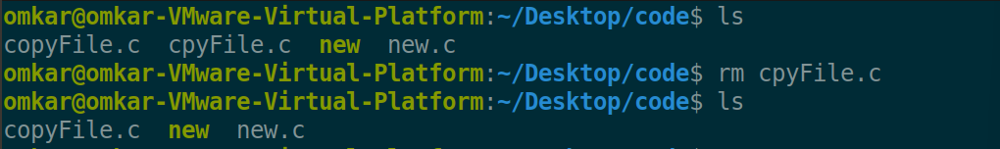 omkar@omkar-VMware-Virtual-Platform:~/Desktop/code$ ls
copyFile.c  cpyFile.c  new  new.c
omkar@omkar-VMware-Virtual-Platform:~/Desktop/code$ rm cpyFile.c
omkar@omkar-VMware-Virtual-Platform:~/Desktop/code$ ls
copyFile.c  new  new.c